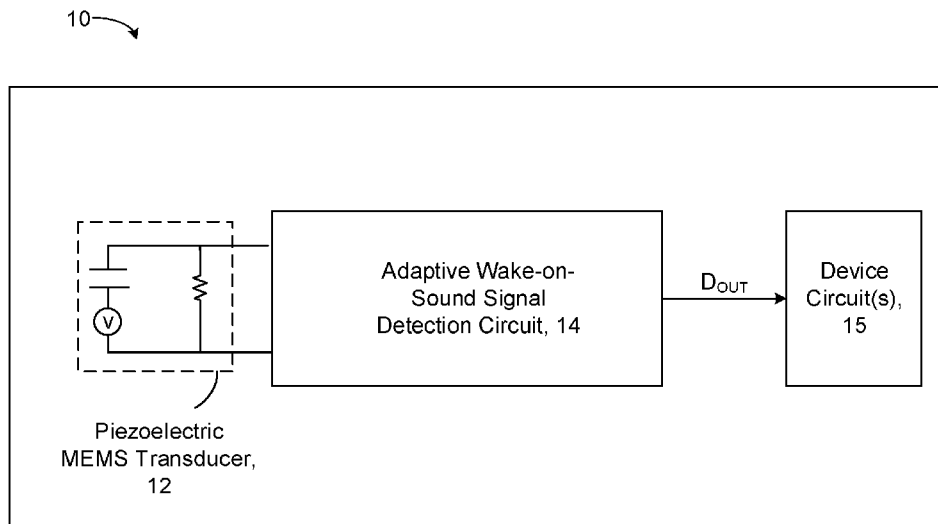 10
Adaptive Wake-on-
Sound Signal
Detection Circuit, 14
DOUT
Device
Circuit(s),
15
V
Piezoelectric
MEMS Transducer,
12